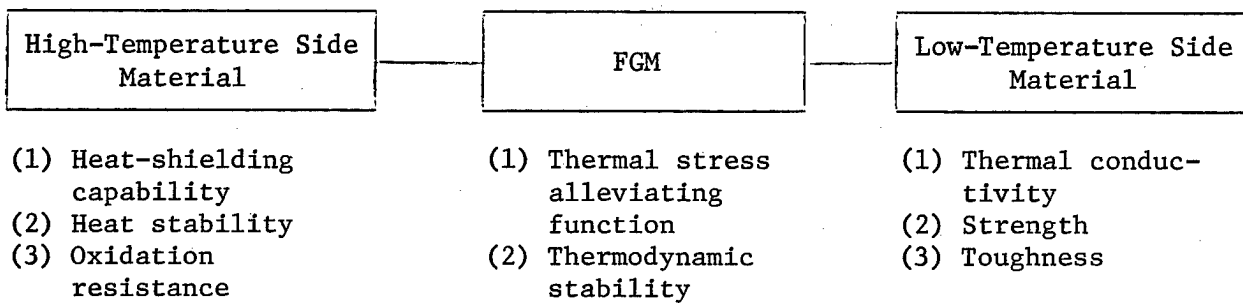 High-Temperature Side
Material
FGM
Low-Temperature Side
Material
(1) Heat-shielding
capability
(2) Heat stability
(3) Oxidation
resistance
(1) Thermal stress
alleviating
function
(2) Thermodynamic
stability
(1) Thermal conduc-
tivity
(2) Strength
(3) Toughness